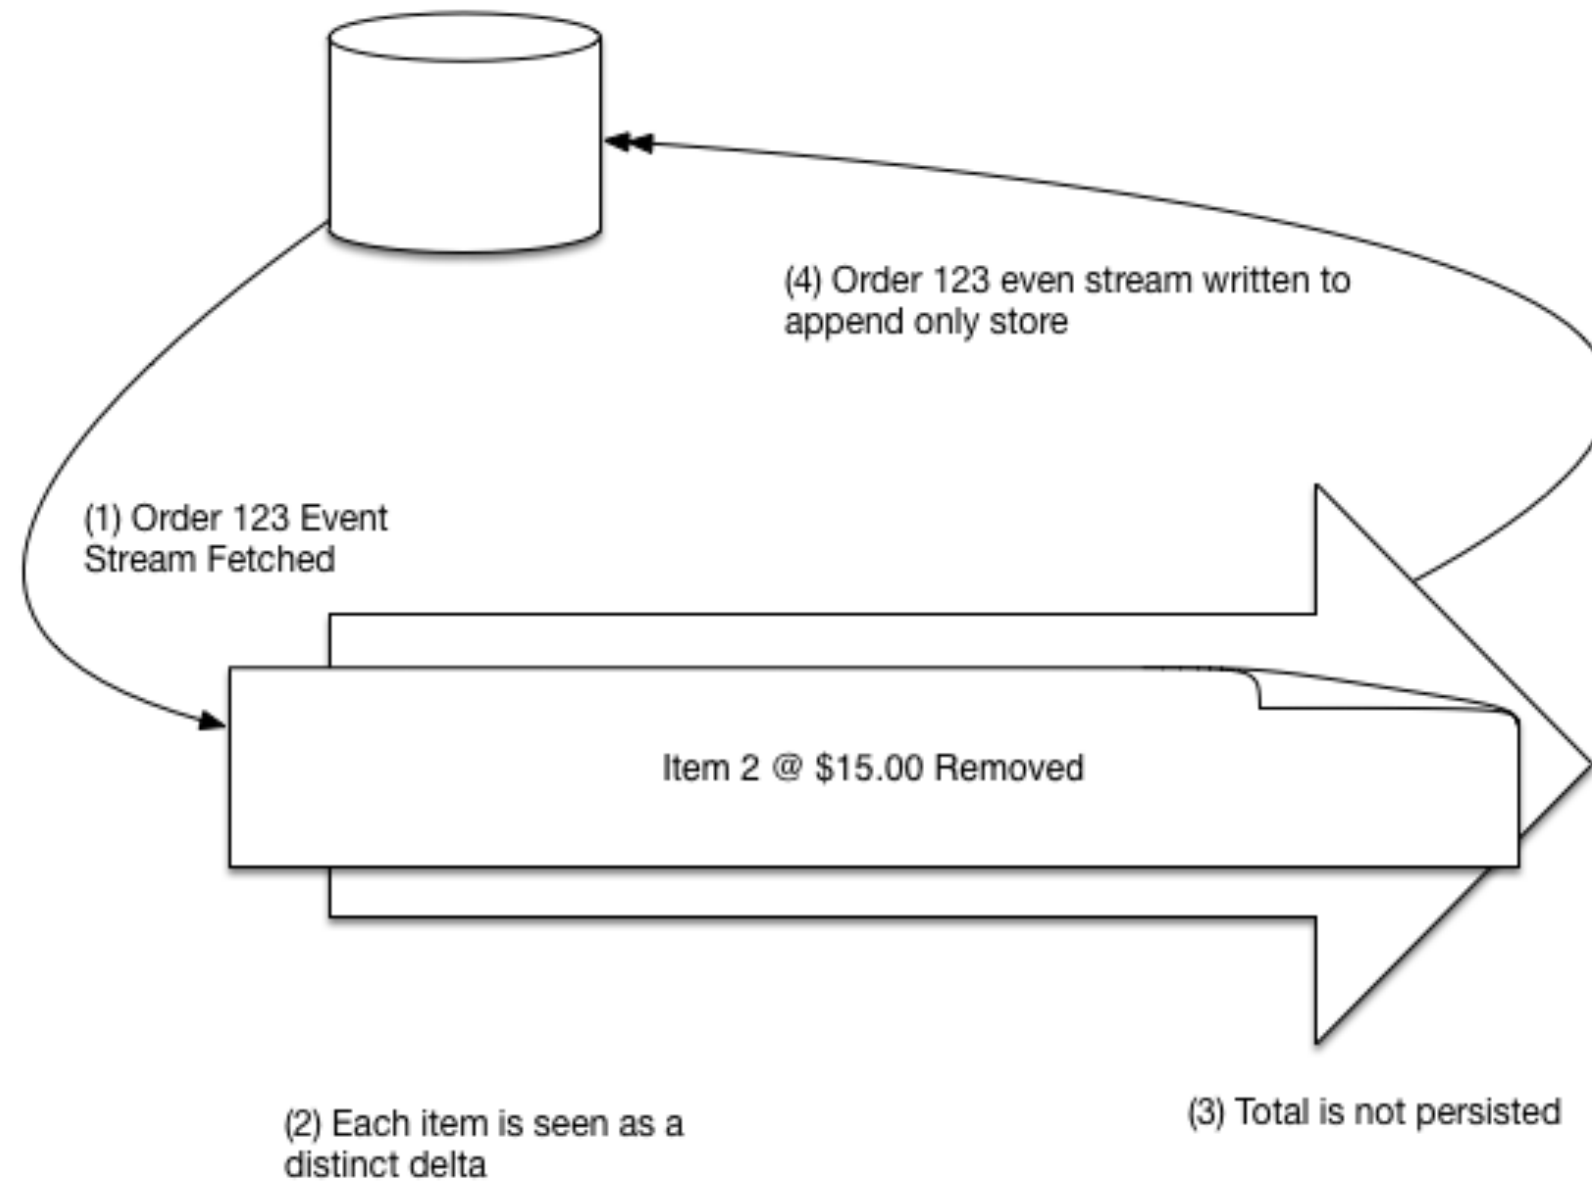 (4) Order 123 even stream written to
append only store
(1) Order 123 Event
Stream Fetched
Item 2 @ $15.00 Removed
(2) Each item is seen as a
distinct delta
(3) Total is not persisted